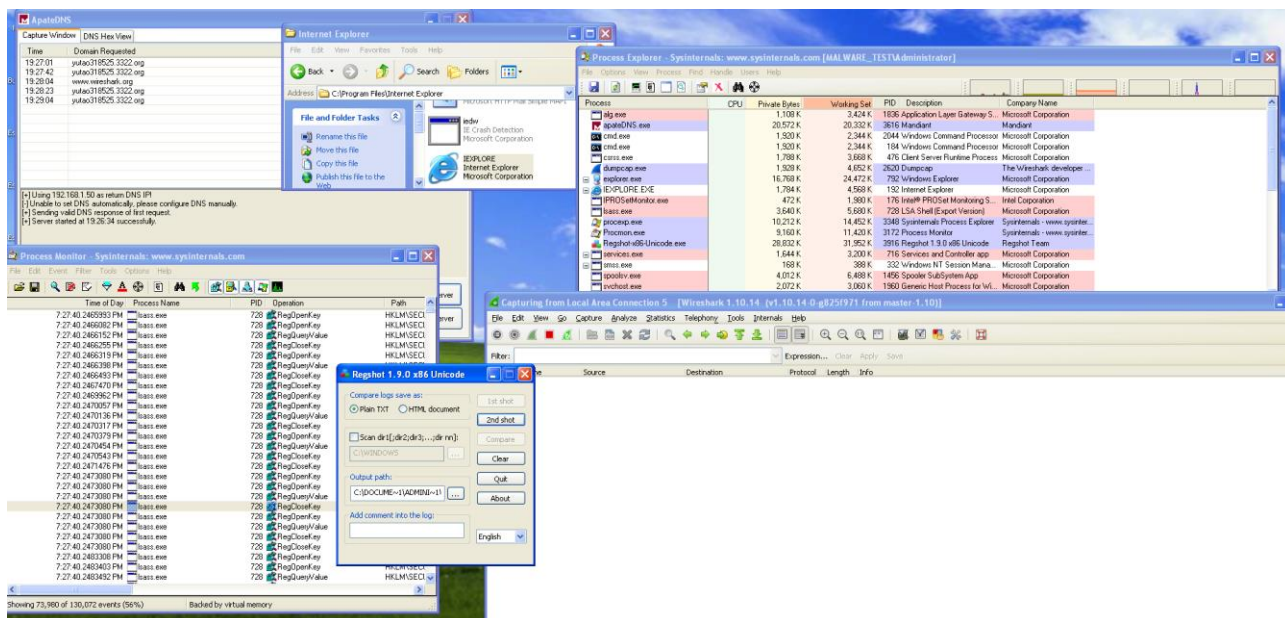 ApateDNS
Capture Window DNS Hex View
Time Domain Requested
19:27:01 yutao318525.3322.org
19:27:42 yutao318525.3322.org
19:28:04 www.wireshark.org
19:28:23 yutao318525.3322.org
19:29:04 yutao318525.3322.org
[+] Using 192.168.1.50 as return DNS IP!
[-] Unable to set DNS automatically, please configure DNS manually.
[+] Sending valid DNS response of first request.
[+] Server started at 19:26:34 successfully.
Internet Explorer
File Edit View Favorites Tools Help
Back Search Folders
Address C:\Program Files\Internet Explorer
File and Folder Tasks
Rename this file
Move this file
Copy this file
Publish this file to the
Web
iedw
IE Crash Detection
Microsoft Corporation
IEXPLORE
Internet Explorer
Microsoft Corporation
Process Explorer - Sysinternals: www.sysinternals.com [MALWARE_TEST\Administrator]
File Options View Process Find Handle Users Help
Process CPU Private Bytes Working Set PID Description Company Name
alg.exe 1,108 K 3,424 K 1836 Application Layer Gateway S... Microsoft Corporation
apateDNS.exe 20,572 K 20,332 K 3616 Mandiant Mandiant
cmd.exe 1,920 K 2,344 K 2044 Windows Command Processor Microsoft Corporation
cmd.exe 1,920 K 2,344 K 184 Windows Command Processor Microsoft Corporation
csrss.exe 1,788 K 3,668 K 476 Client Server Runtime Process Microsoft Corporation
dumpcap.exe 1,928 K 4,652 K 2620 Dumpcap The Wireshark developer ...
explorer.exe 16,768 K 24,472 K 792 Windows Explorer Microsoft Corporation
IEXPLORE.EXE 1,784 K 4,568 K 192 Internet Explorer Microsoft Corporation
IPROSetMonitor.exe 472 K 1,980 K 176 Intel® PROSet Monitoring S... Intel Corporation
lsass.exe 3,640 K 5,680 K 728 LSA Shell (Export Version) Microsoft Corporation
procexp.exe 10,212 K 14,452 K 3348 Sysinternals Process Explorer Sysinternals - www.sysinter...
Procmon.exe 9,160 K 11,420 K 3172 Process Monitor Sysinternals - www.sysinter...
Regshot-x86-Unicode.exe 28,832 K 31,952 K 3916 Regshot 1.9.0 x86 Unicode Regshot Team
services.exe 1,644 K 3,200 K 716 Services and Controller app Microsoft Corporation
smss.exe 168 K 388 K 332 Windows NT Session Mana... Microsoft Corporation
spoolsv.exe 4,012 K 6,488 K 1456 Spooler SubSystem App Microsoft Corporation
svchost.exe 2,072 K 3,060 K 1960 Generic Host Process for Wi... Microsoft Corporation
Process Monitor - Sysinternals: www.sysinternals.com
File Edit Event Filter Tools Options Help
Time of Day Process Name PID Operation Path
7:27:40.2465993 PM lsass.exe 728 RegOpenKey HKLM\SECU
7:27:40.2466082 PM lsass.exe 728 RegOpenKey HKLM\SECU
7:27:40.2466152 PM lsass.exe 728 RegQueryValue HKLM\SECU
7:27:40.2466255 PM lsass.exe 728 RegCloseKey HKLM\SECU
7:27:40.2466319 PM lsass.exe 728 RegOpenKey HKLM\SECU
7:27:40.2466398 PM lsass.exe 728 RegQueryValue HKLM\SECU
7:27:40.2466493 PM lsass.exe 728 RegCloseKey
7:27:40.2467470 PM lsass.exe 728 RegCloseKey
7:27:40.2469962 PM lsass.exe 728 RegOpenKey
7:27:40.2470057 PM lsass.exe 728 RegOpenKey
7:27:40.2470136 PM lsass.exe 728 RegQueryValue
7:27:40.2470317 PM lsass.exe 728 RegCloseKey
7:27:40.2470379 PM lsass.exe 728 RegOpenKey
7:27:40.2470454 PM lsass.exe 728 RegQueryValue
7:27:40.2470543 PM lsass.exe 728 RegCloseKey
7:27:40.2471476 PM lsass.exe 728 RegCloseKey
7:27:40.2473080 PM lsass.exe 728 RegOpenKey
7:27:40.2473080 PM lsass.exe 728 RegOpenKey
7:27:40.2473080 PM lsass.exe 728 RegQueryValue
7:27:40.2473080 PM lsass.exe 728 RegCloseKey
7:27:40.2473080 PM lsass.exe 728 RegOpenKey
7:27:40.2473080 PM lsass.exe 728 RegQueryValue
7:27:40.2473080 PM lsass.exe 728 RegCloseKey
7:27:40.2473080 PM lsass.exe 728 RegCloseKey
7:27:40.2483308 PM lsass.exe 728 RegOpenKey
7:27:40.2483403 PM lsass.exe 728 RegOpenKey HKLM\SECU
7:27:40.2483492 PM lsass.exe 728 RegQueryValue HKLM\SECU
Showing 73,980 of 130,072 events (56%) Backed by virtual memory
Regshot 1.9.0 x86 Unicode
Compare logs save as:
Plain TXT HTML document
Scan dir1[;dir2;dir3;...;dir nn]:
C:\WINDOWS ...
Output path:
C:\DOCUME~1\ADMINI~1\ ...
Add comment into the log:
1st shot
2nd shot
Compare
Clear
Quit
About
English
Capturing from Local Area Connection 5 [Wireshark 1.10.14 (v1.10.14-0-g825f971 from master-1.10)]
File Edit View Go Capture Analyze Statistics Telephony Tools Internals Help
Filter: Expression... Clear Apply Save
Source Destination Protocol Length Info